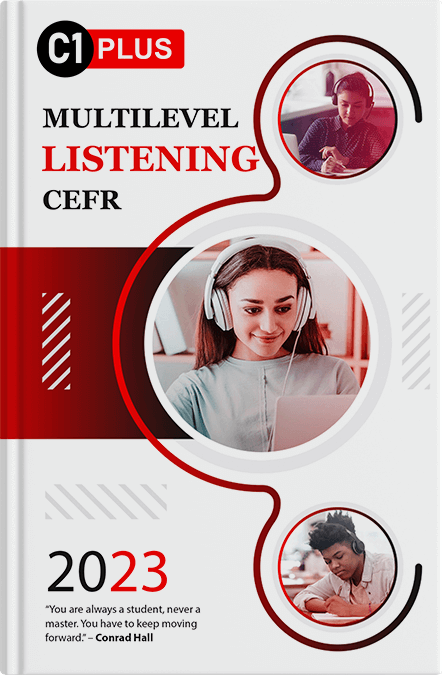 C1 PLUS
MULTILEVEL
LISTENING
CEFR
2023
“You are always a student, never a
master. You have to keep moving
forward.” – Conrad Hall